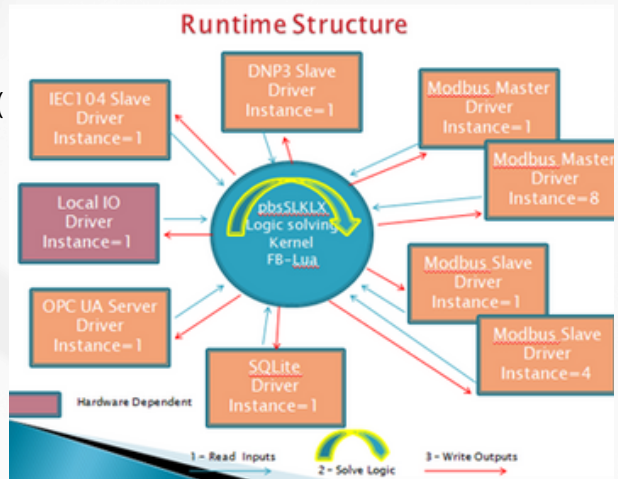 Runtime Structure
(
IEC104 Slave
Driver
Instance=1
DNP3 Slave
Driver
Instance=1
Modbus Master
Driver
Instance=1
Modbus Master
Driver
Instance=8
Local IO
Driver
Instance=1
pbsSLKLX
Logic solving
Kernel
FB-Lua
OPC UA Server
Driver
Instance=1
SQLite
Driver
Instance=1
Modbus Slave
Driver
Instance=1
Modbus Slave
Driver
Instance=4
Hardware Dependent
1 - Read Inputs
2 - Solve Logic
3 - Write Outputs